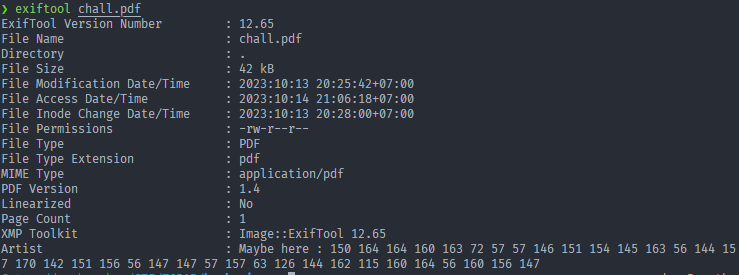 ❯ exiftool chall.pdf
ExifTool Version Number         : 12.65
File Name                       : chall.pdf
Directory                       : .
File Size                       : 42 kB
File Modification Date/Time     : 2023:10:13 20:25:42+07:00
File Access Date/Time           : 2023:10:14 21:06:18+07:00
File Inode Change Date/Time     : 2023:10:13 20:28:00+07:00
File Permissions                : -rw-r--r--
File Type                       : PDF
File Type Extension             : pdf
MIME Type                       : application/pdf
PDF Version                     : 1.4
Linearized                      : No
Page Count                      : 1
XMP Toolkit                     : Image::ExifTool 12.65
Artist                          : Maybe here : 150 164 164 160 163 72 57 57 146 151 154 145 163 56 144 15
7 170 142 151 156 56 147 147 57 157 63 126 144 162 115 160 164 56 160 156 147